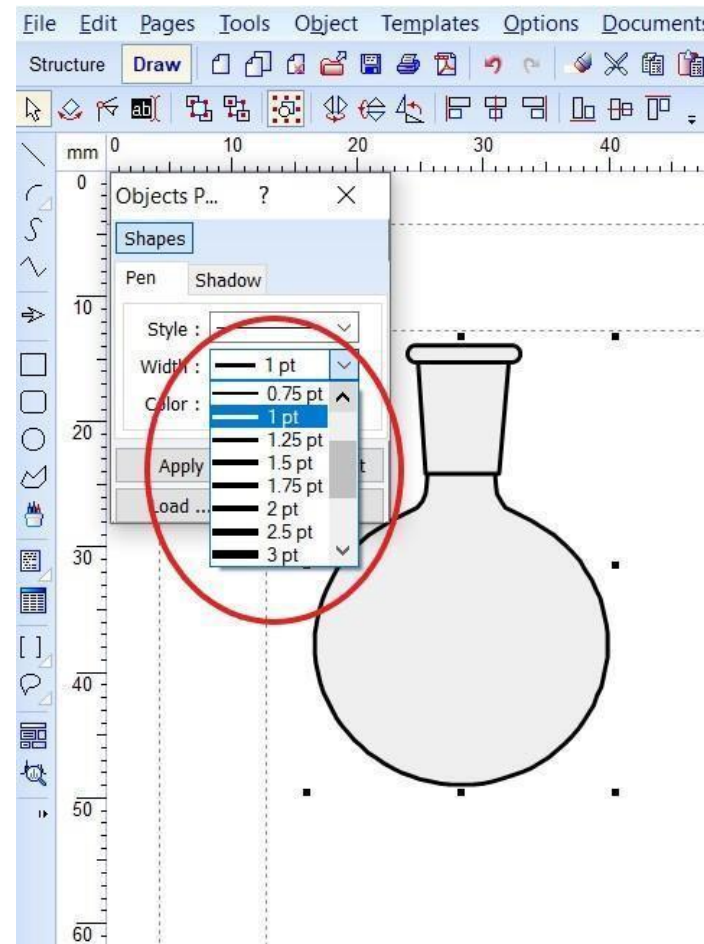 File Edit Pages Tools Object Templates Options Documents
Structure Draw
ab
mm 0 10 20 30 40
0
Objects P... ? X
Shapes
Pen Shadow
10
Style :
Width : 1 pt
0.75 pt
Color :
1 pt
20
1.25 pt
Apply
1.5 pt
t
1.75 pt
Load ...
2 pt
2.5 pt
30
3 pt
40
50
60